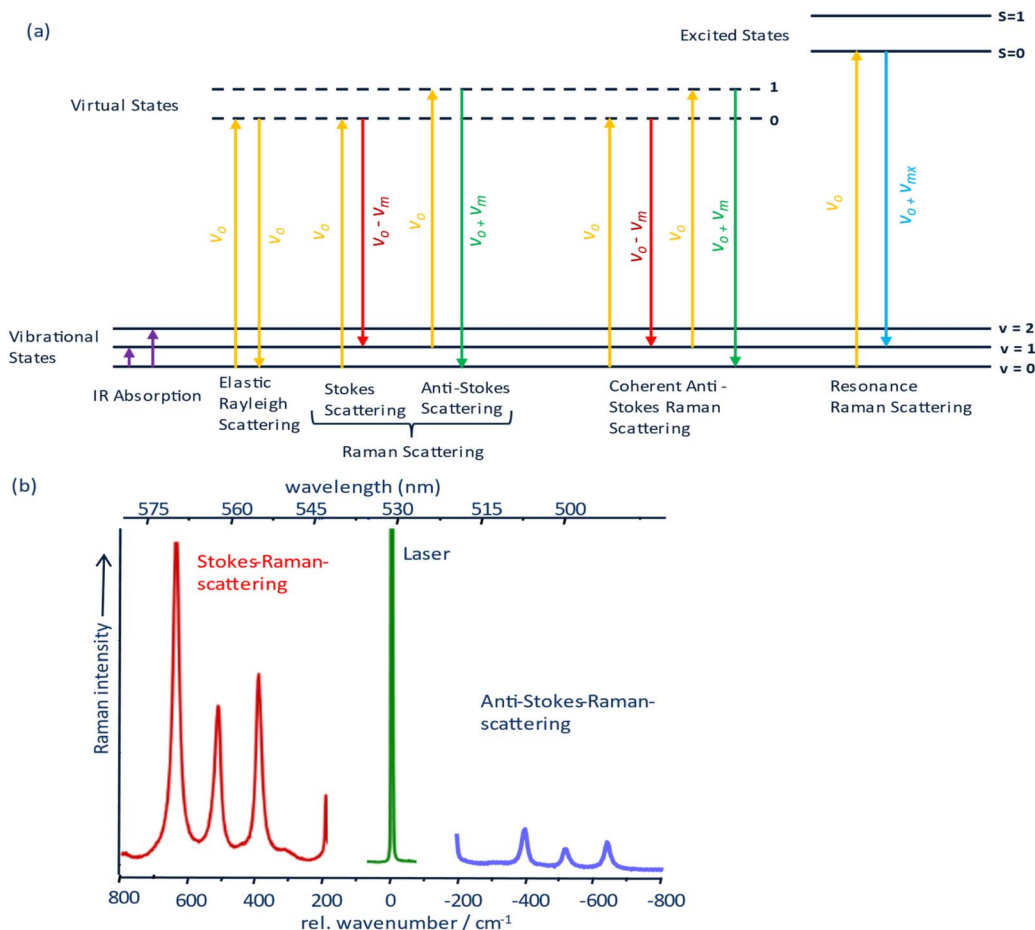 (a)
S=1
Excited States
S=0
Virtual States
1
0
V₀
V₀
V₀
V₀ - Vₘ
V₀
V₀ + Vₘ
V₀
V₀ - Vₘ
V₀
V₀ + Vₘ
V₀
V₀ + Vₘₓ
Vibrational
States
v = 2
v = 1
v = 0
IR Absorption
Elastic
Rayleigh
Scattering
Stokes
Scattering
Anti-Stokes
Scattering
Raman Scattering
Coherent Anti -
Stokes Raman
Scattering
Resonance
Raman Scattering
(b)
wavelength (nm)
575 560 545 530 515 500
Stokes-Raman-
scattering
Laser
Anti-Stokes-Raman-
scattering
Raman intensity
800 600 400 200 0 -200 -400 -600 -800
rel. wavenumber / cm⁻¹